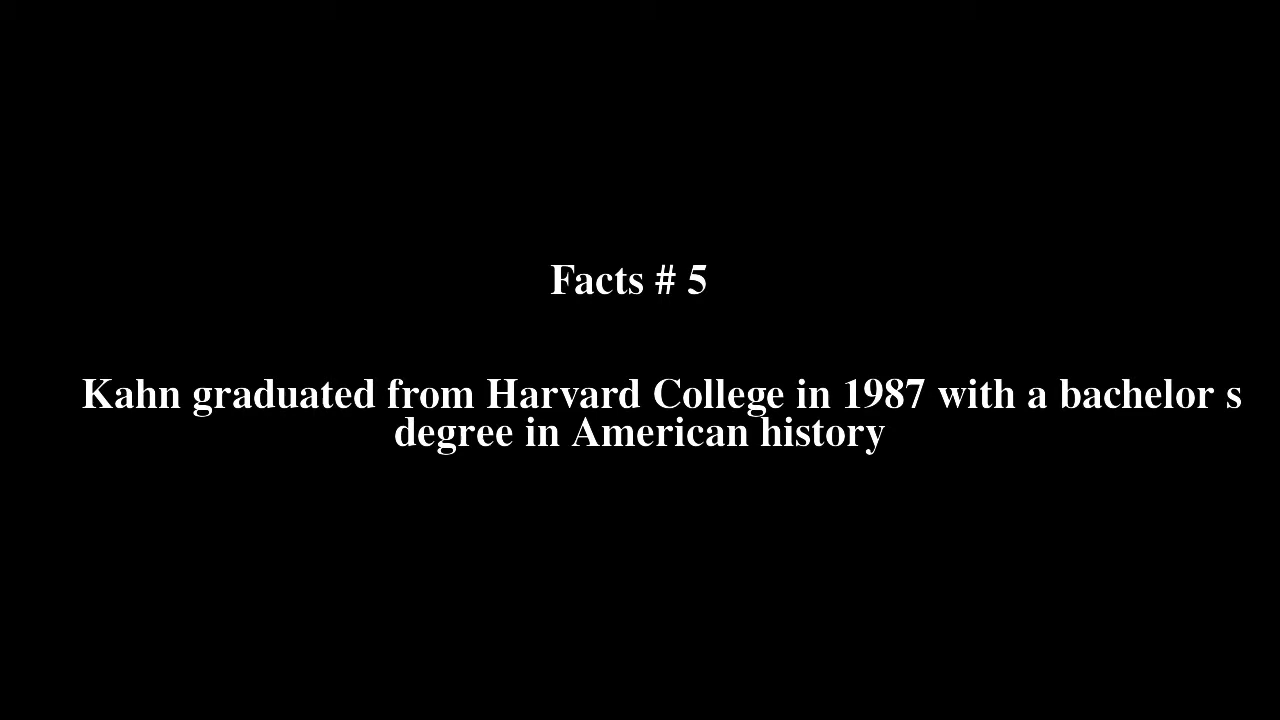 Facts # 5
Kahn graduated from Harvard College in 1987 with a bachelor s
degree in American history